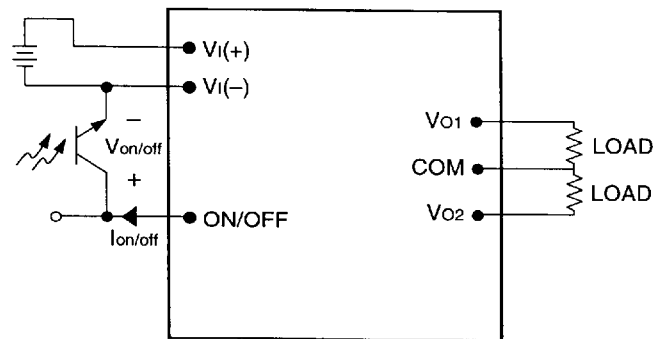 VI(+)
VI(–)
–
Von/off
+
ON/OFF
Ion/off
VO1
LOAD
COM
LOAD
VO2